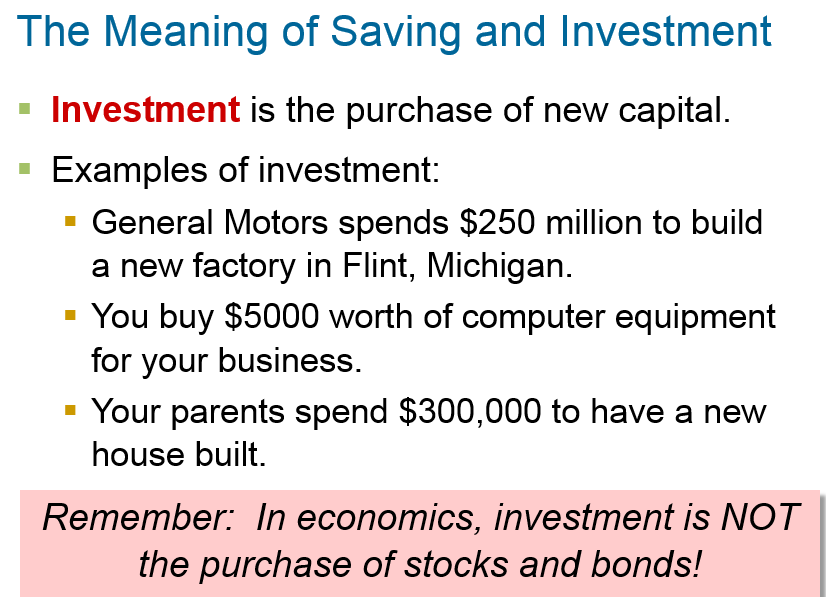 The Meaning of Saving and Investment
Investment is the purchase of new capital.
Examples of investment:
General Motors spends $250 million to build
a new factory in Flint, Michigan.
You buy $5000 worth of computer equipment
for your business.
Your parents spend $300,000 to have a new
house built.
Remember:  In economics, investment is NOT
the purchase of stocks and bonds!